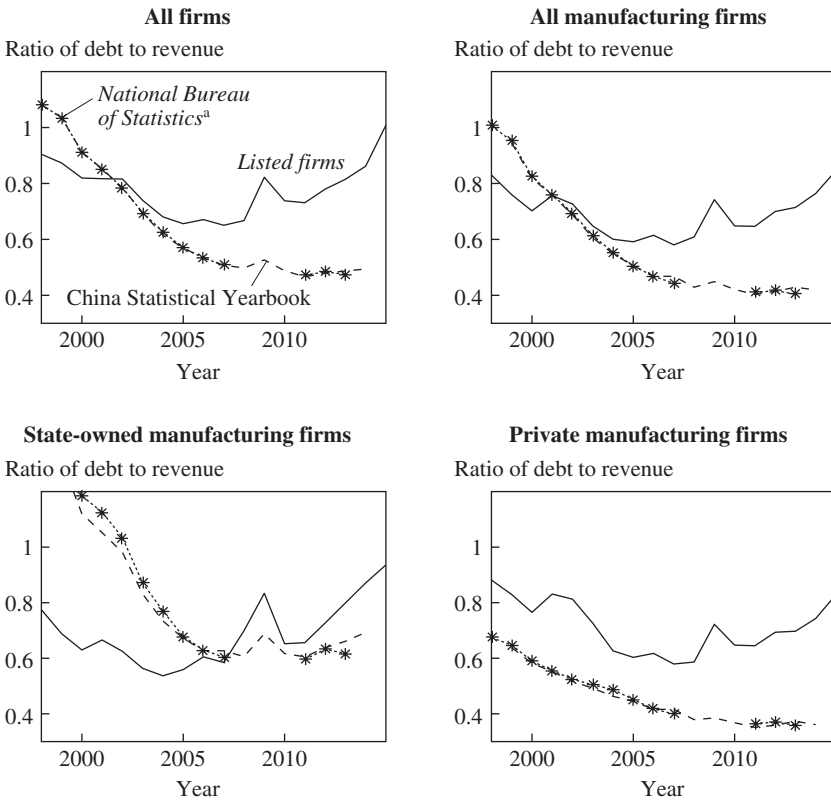 All firms
Ratio of debt to revenue
1
0.8
0.6
0.4
National Bureau
of Statisticsᵃ
Listed firms
China Statistical Yearbook
2000 2005 2010
Year
All manufacturing firms
Ratio of debt to revenue
1
0.8
0.6
0.4
2000 2005 2010
Year
State-owned manufacturing firms
Ratio of debt to revenue
1
0.8
0.6
0.4
2000 2005 2010
Year
Private manufacturing firms
Ratio of debt to revenue
1
0.8
0.6
0.4
2000 2005 2010
Year